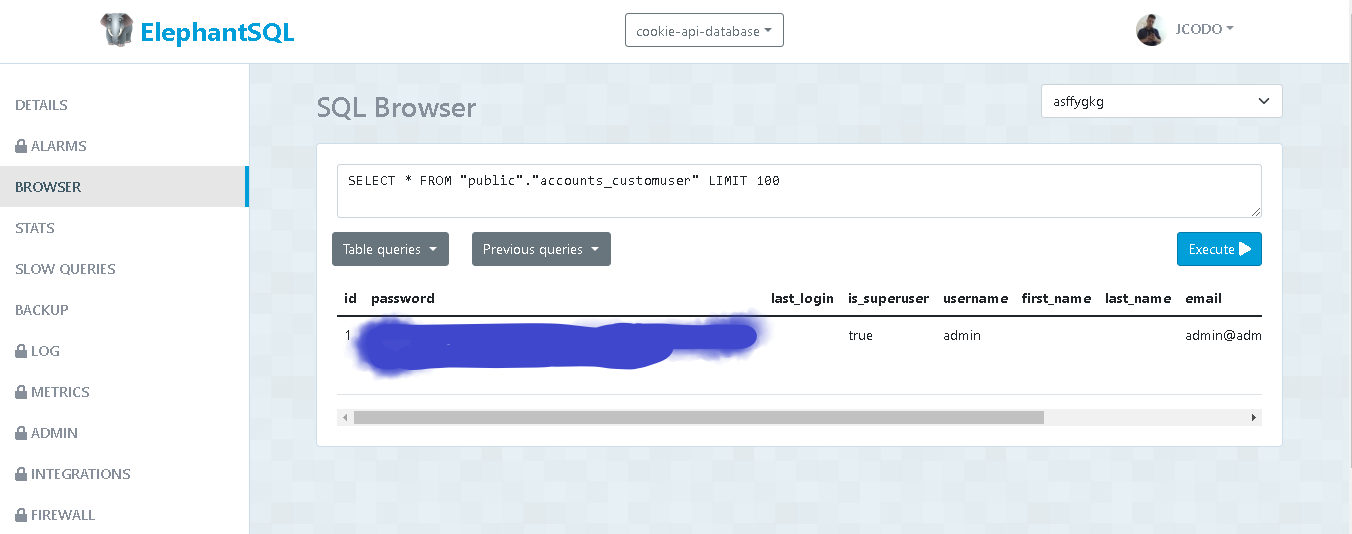 ElephantSQL
cookie-api-database
JCODO
DETAILS
ALARMS
BROWSER
STATS
SLOW QUERIES
BACKUP
LOG
METRICS
ADMIN
INTEGRATIONS
FIREWALL
SQL Browser
asffygkg
SELECT * FROM "public"."accounts_customuser" LIMIT 100
Table queries Previous queries Execute
id password last_login is_superuser username first_name last_name email
1 true admin admin@adm